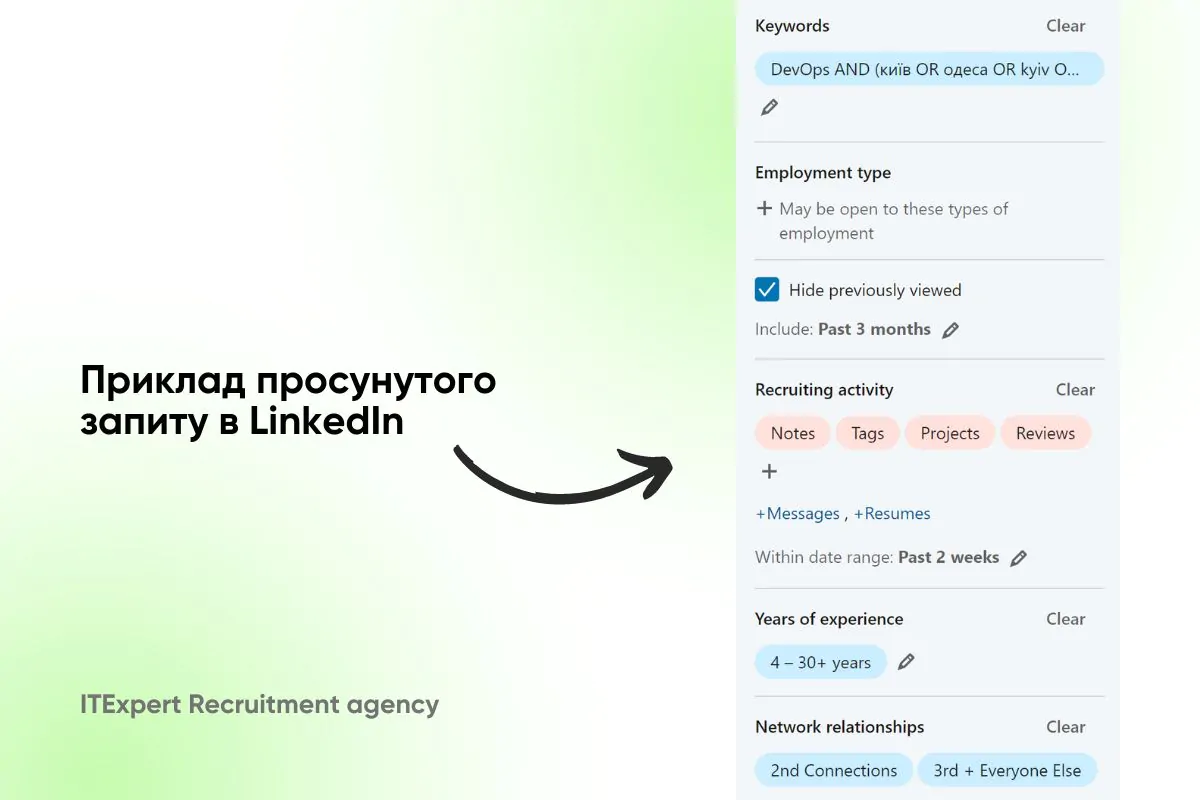 Приклад просунутого
запиту в LinkedIn
ITExpert Recruitment agency
Keywords Clear
DevOps AND (київ OR одеса OR kyiv O...
Employment type
+ May be open to these types of
employment
Hide previously viewed
Include: Past 3 months
Recruiting activity Clear
Notes Tags Projects Reviews
+
+Messages , +Resumes
Within date range: Past 2 weeks
Years of experience Clear
4 – 30+ years
Network relationships Clear
2nd Connections 3rd + Everyone Else